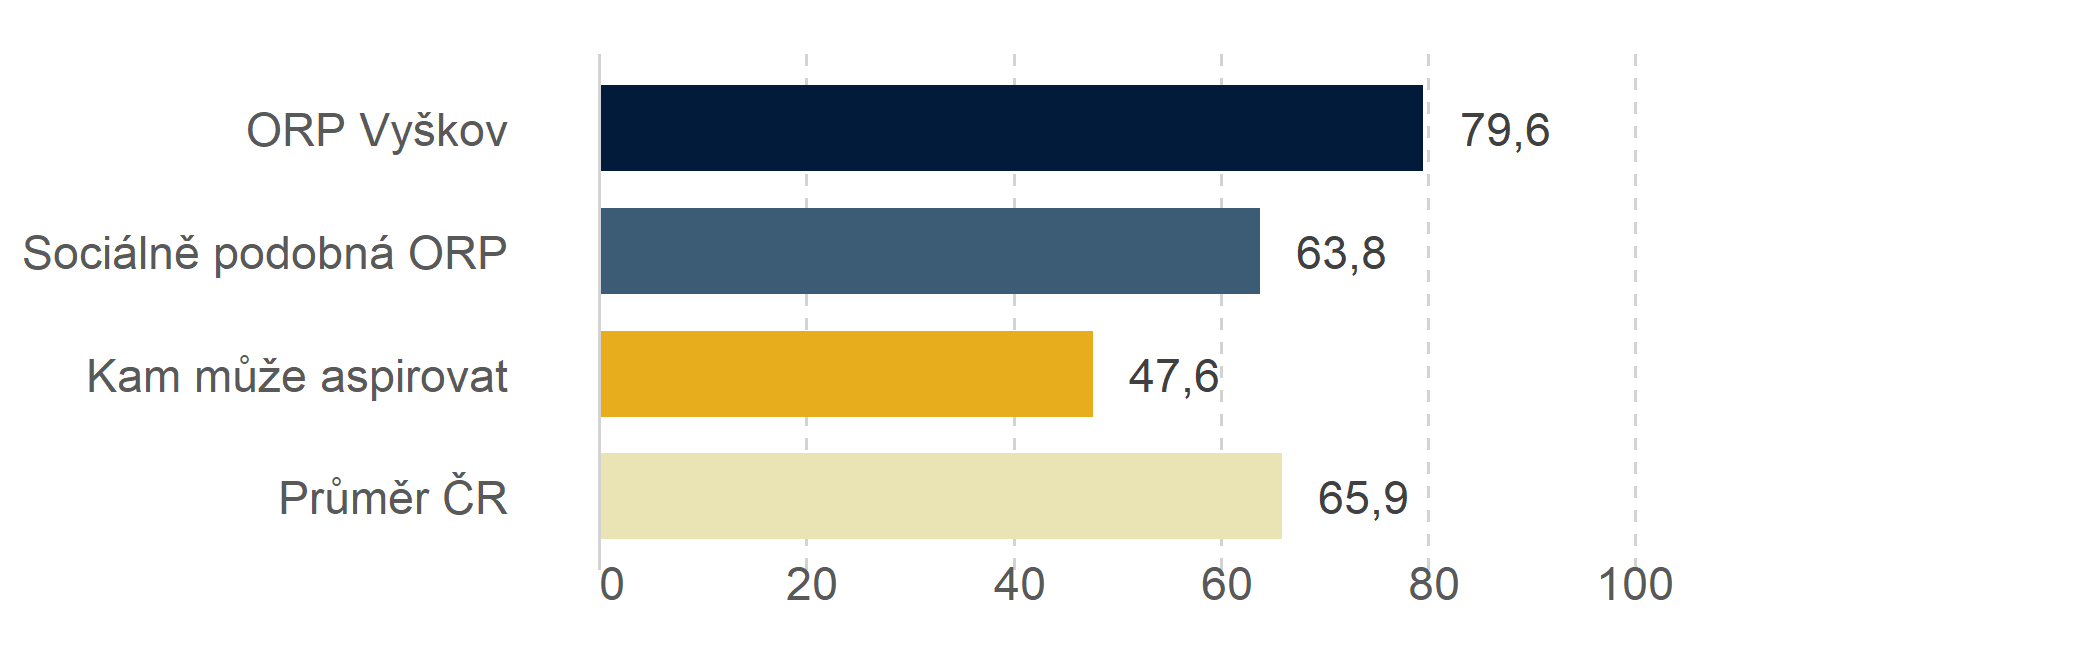 ORP Vyškov 79,6
Sociálně podobná ORP 63,8
Kam může aspirovat 47,6
Průměr ČR 65,9
0 20 40 60 80 100